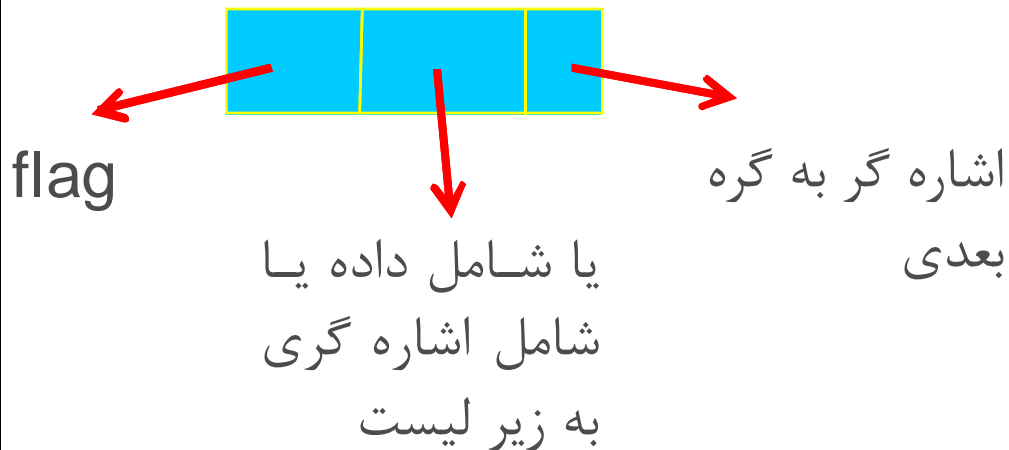 flag
اشاره گر به گره
بعدی
یا شامل داده یا
شامل اشاره گری
به زیر لیست